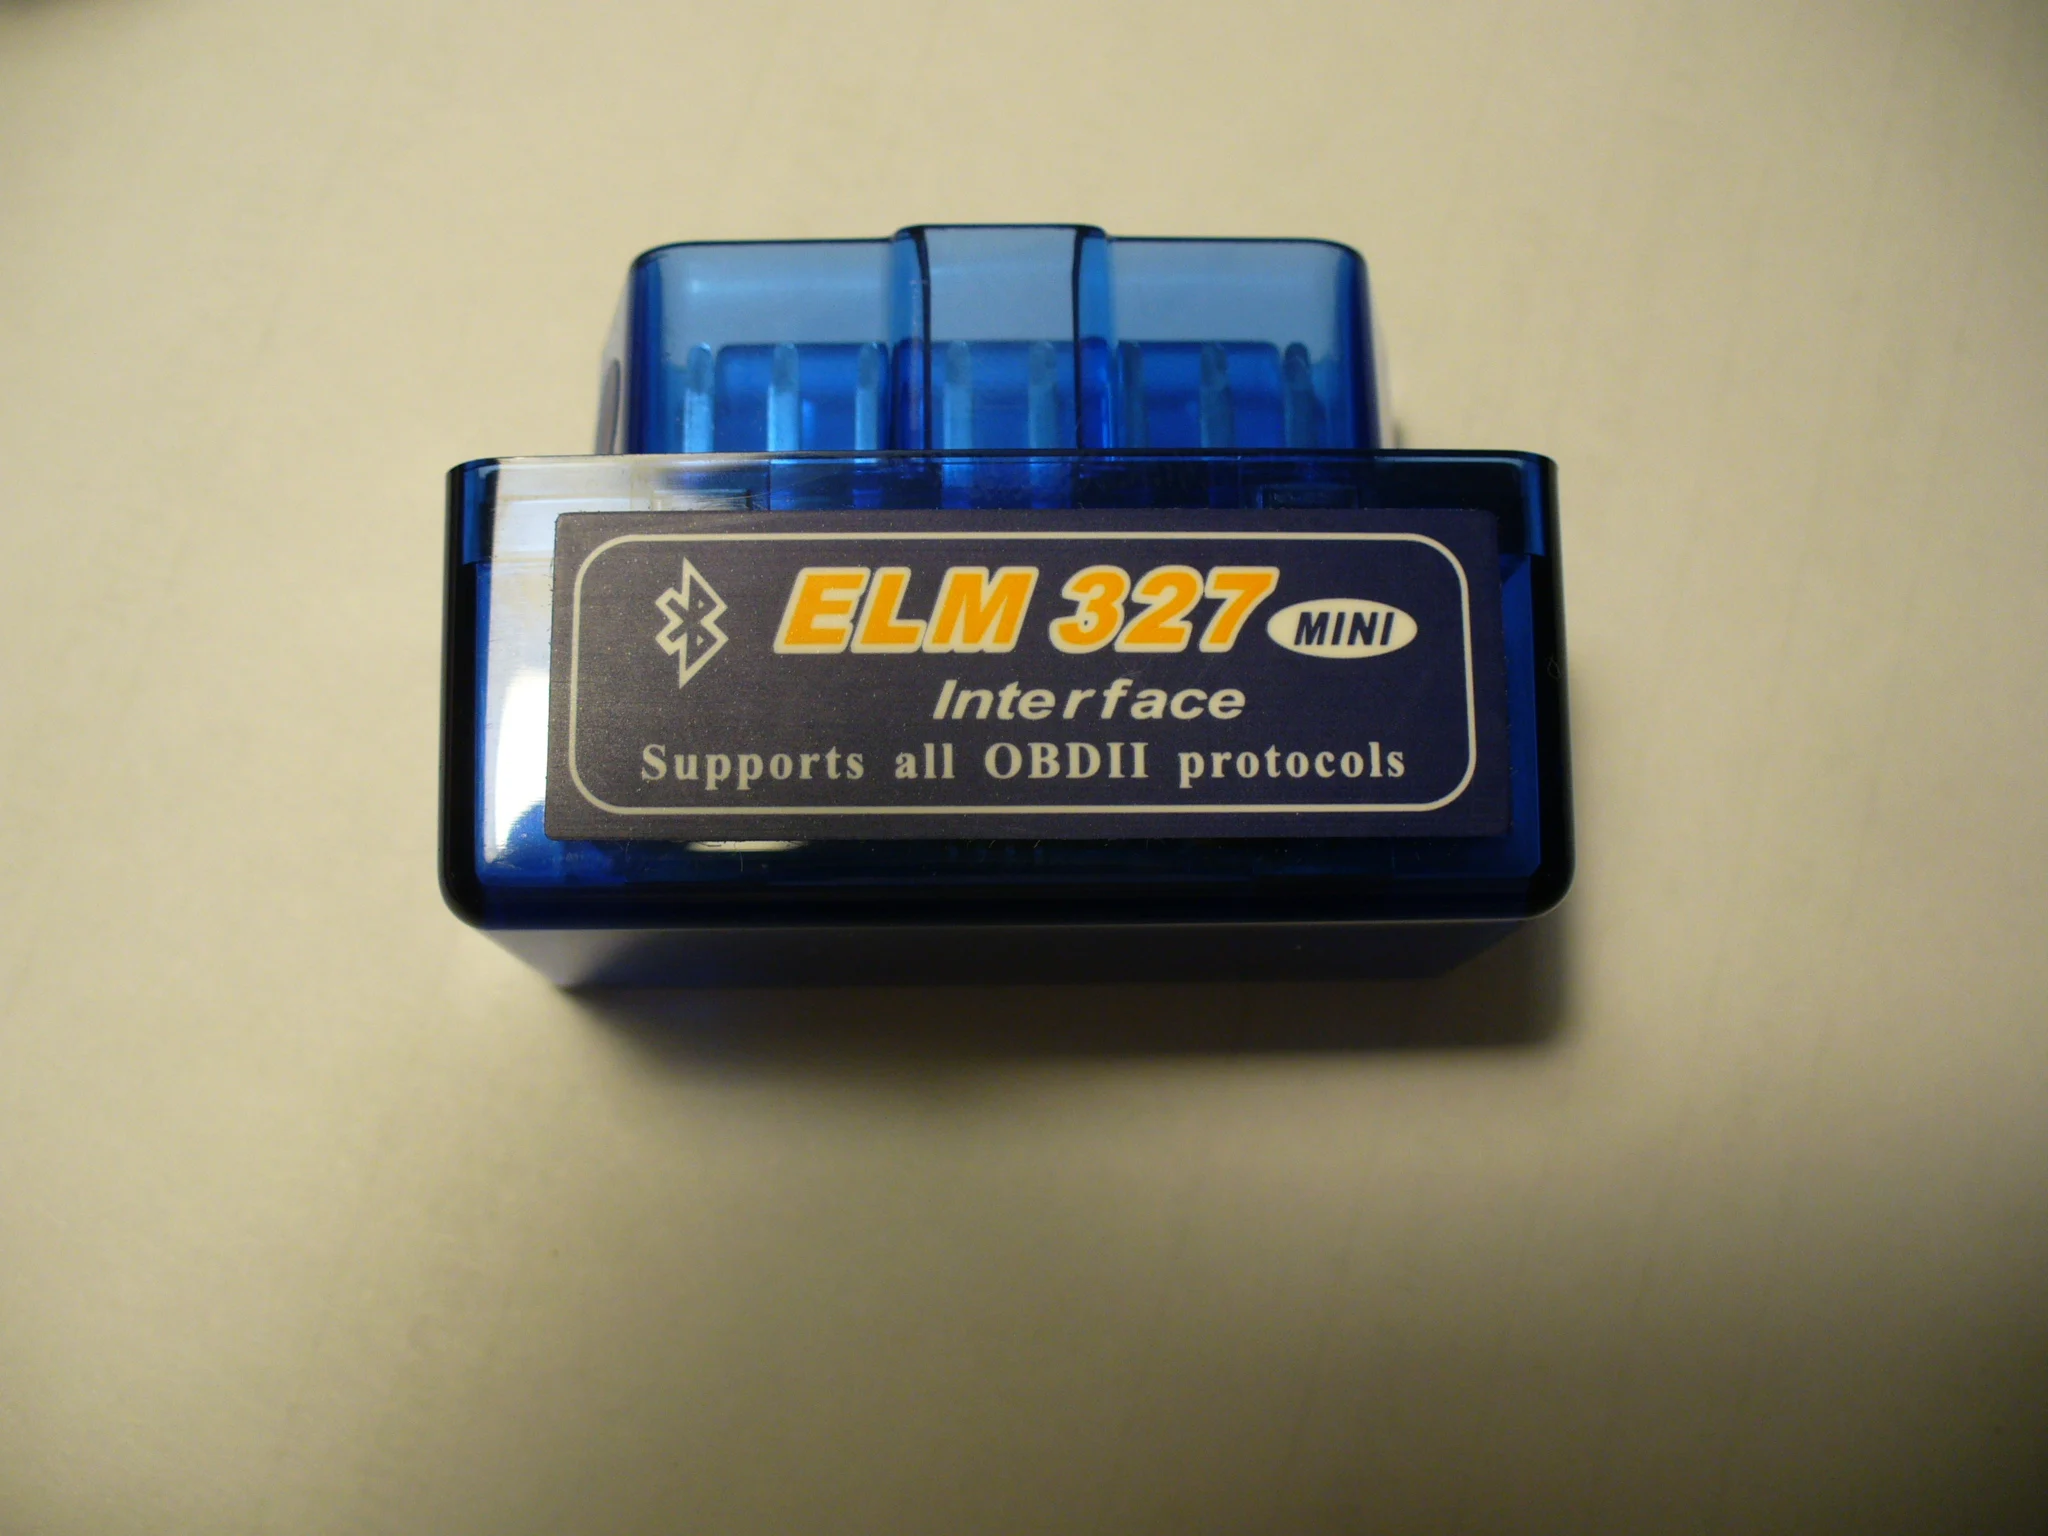 ELM 327 MINI
Interface
Supports all OBDII protocols